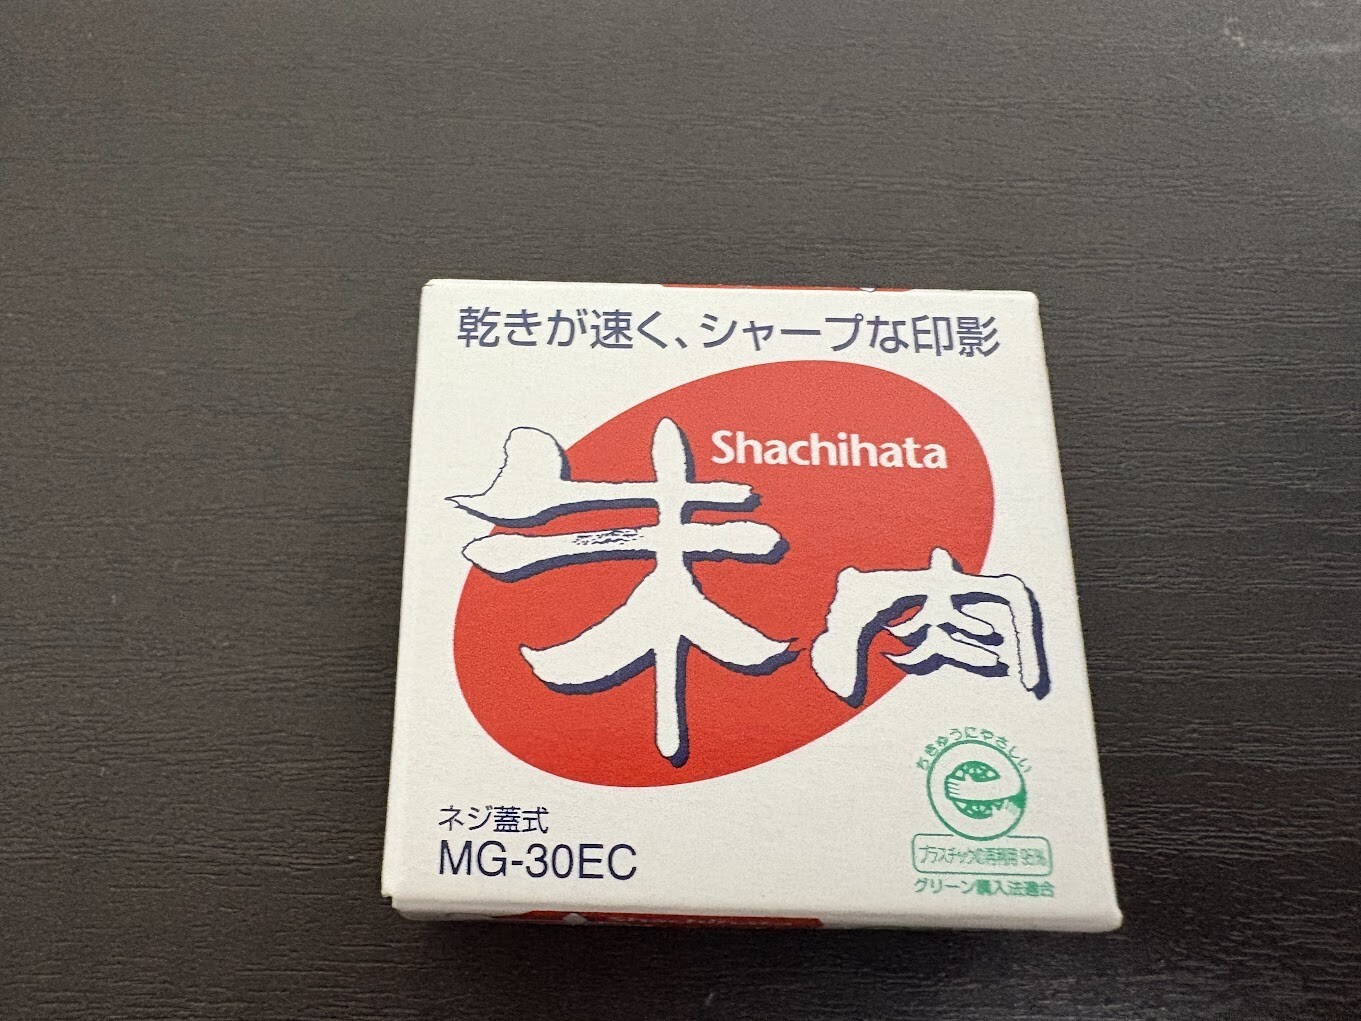 乾きが速く、シャープな印影
Shachihata
朱肉
ネジ蓋式
MG-30EC
ちきゅうにやさしい
プラスチックの再利用 95%
グリーン購入法適合